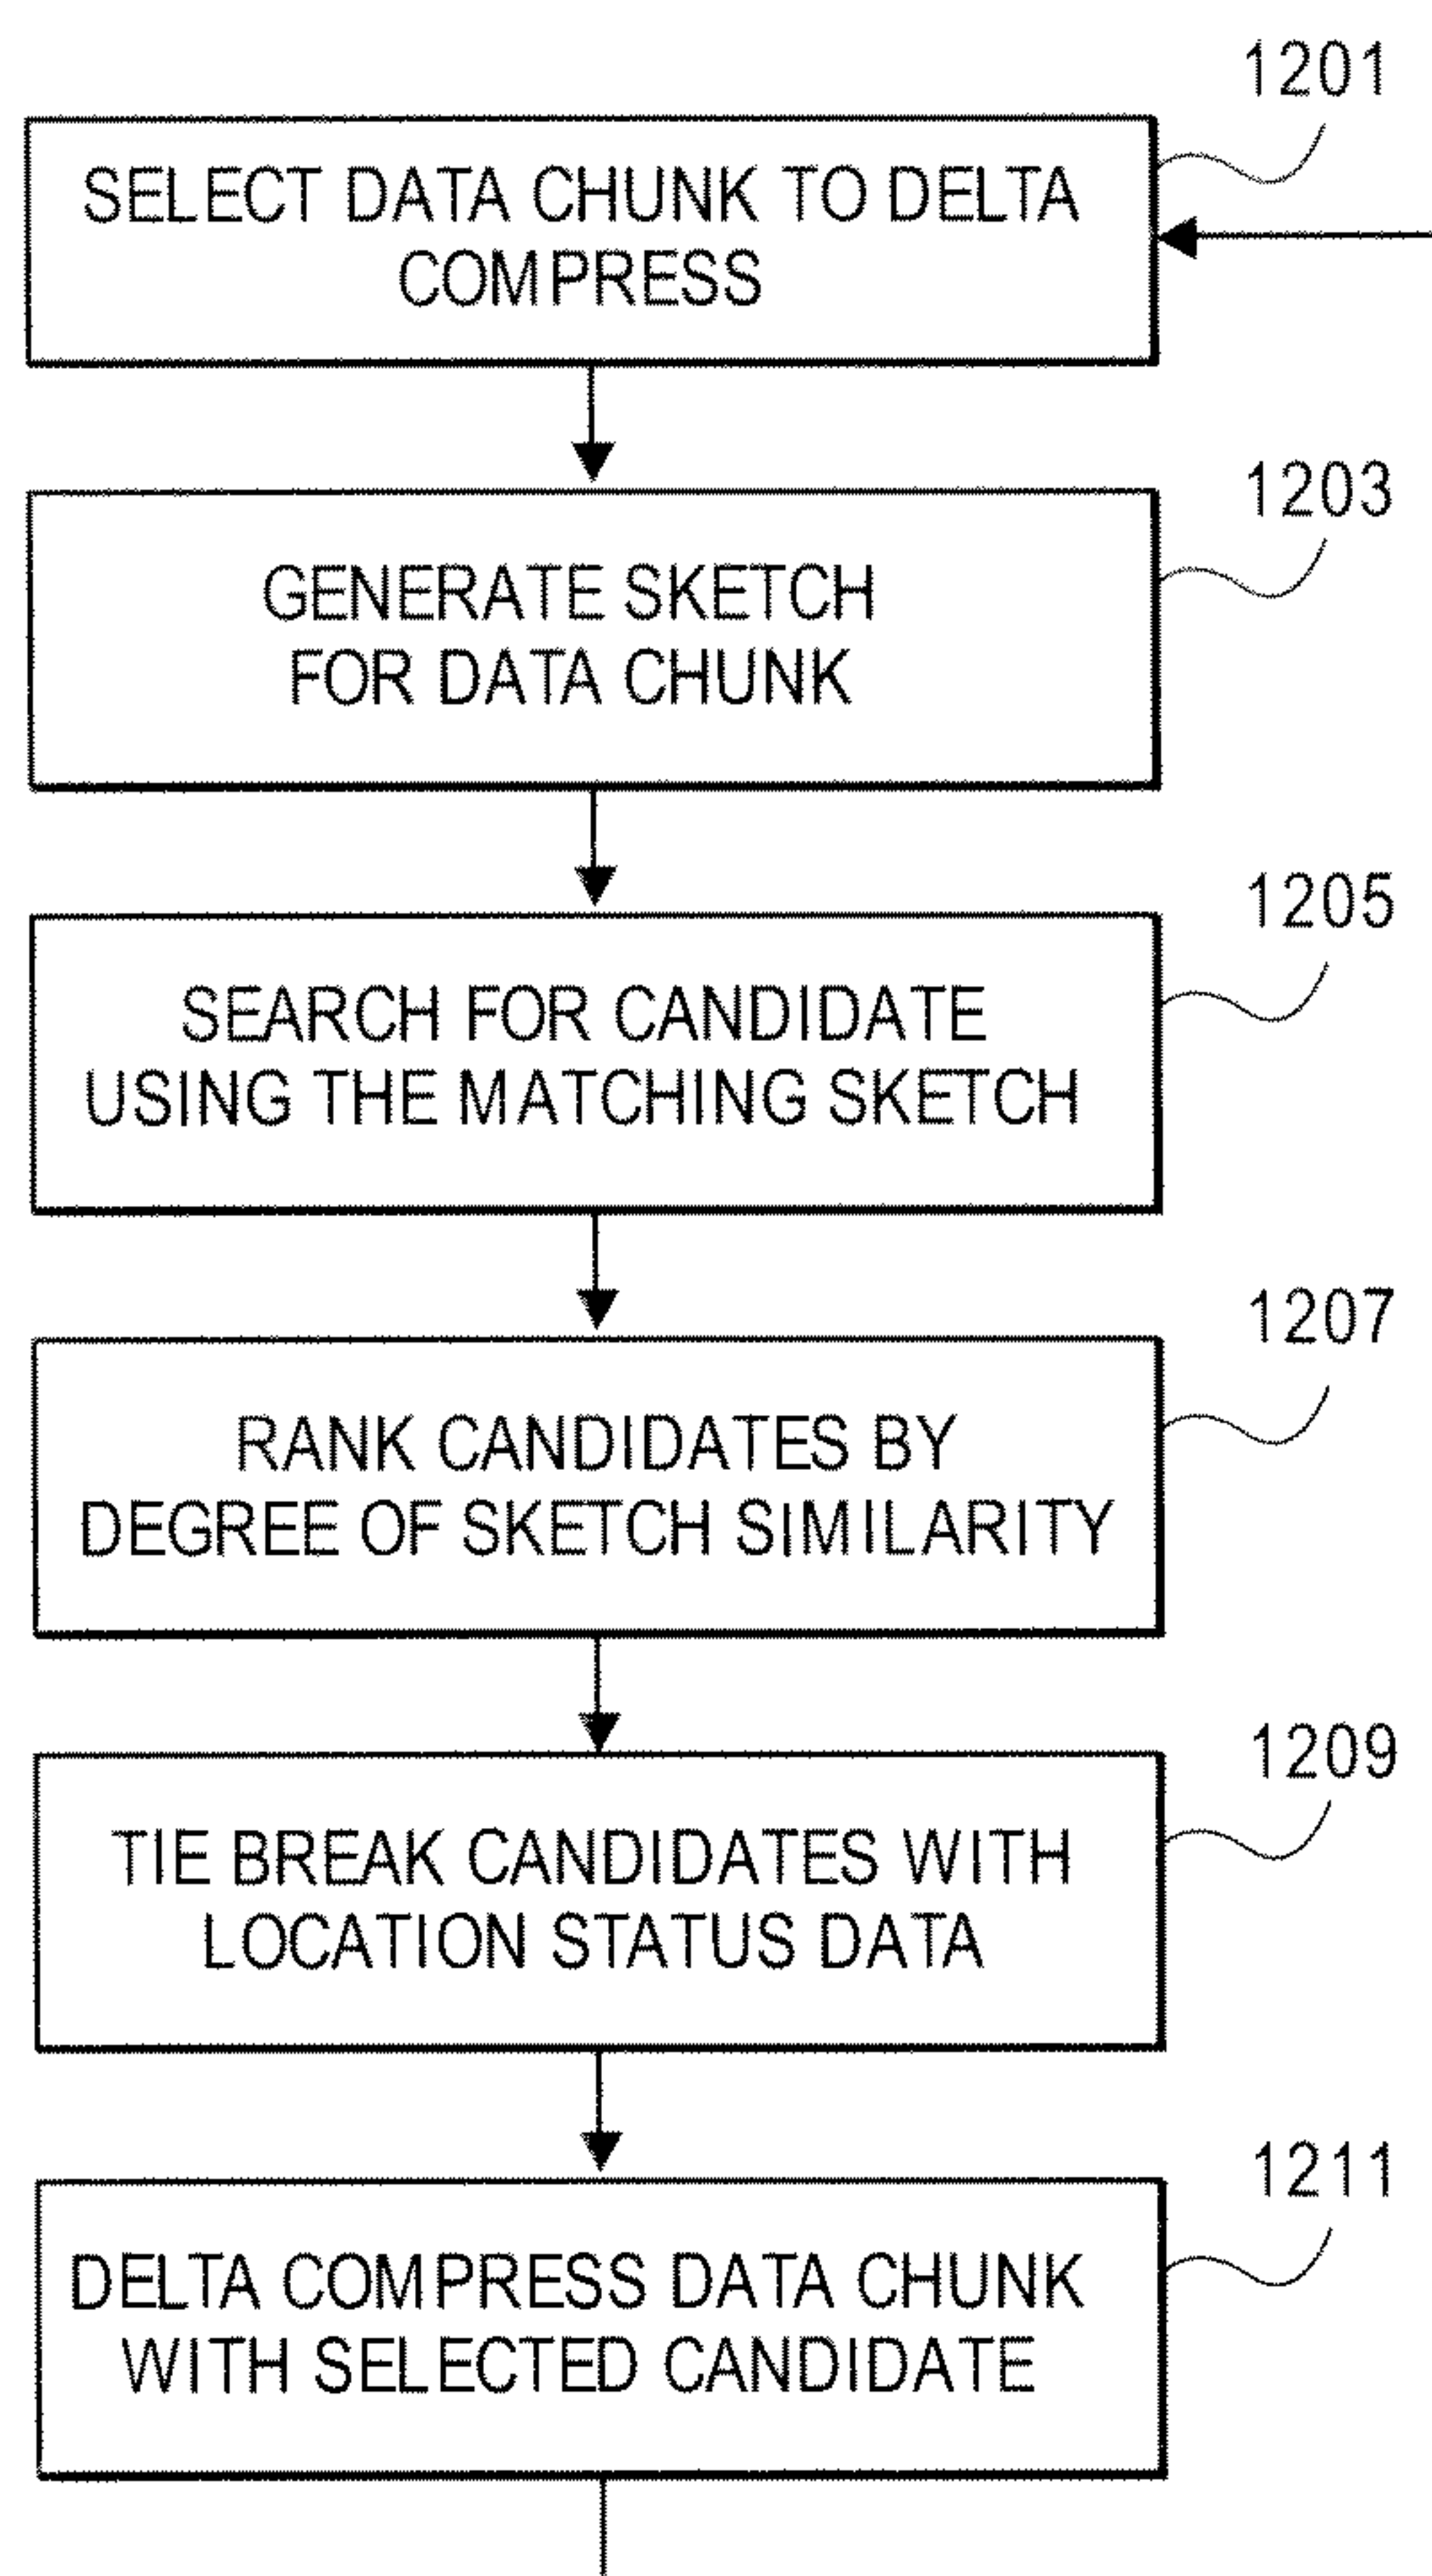 1201
SELECT DATA CHUNK TO DELTA
COMPRESS
1203
GENERATE SKETCH
FOR DATA CHUNK
1205
SEARCH FOR CANDIDATE
USING THE MATCHING SKETCH
1207
RANK CANDIDATES BY
DEGREE OF SKETCH SIMILARITY
1209
TIE BREAK CANDIDATES WITH
LOCATION STATUS DATA
1211
DELTA COMPRESS DATA CHUNK
WITH SELECTED CANDIDATE